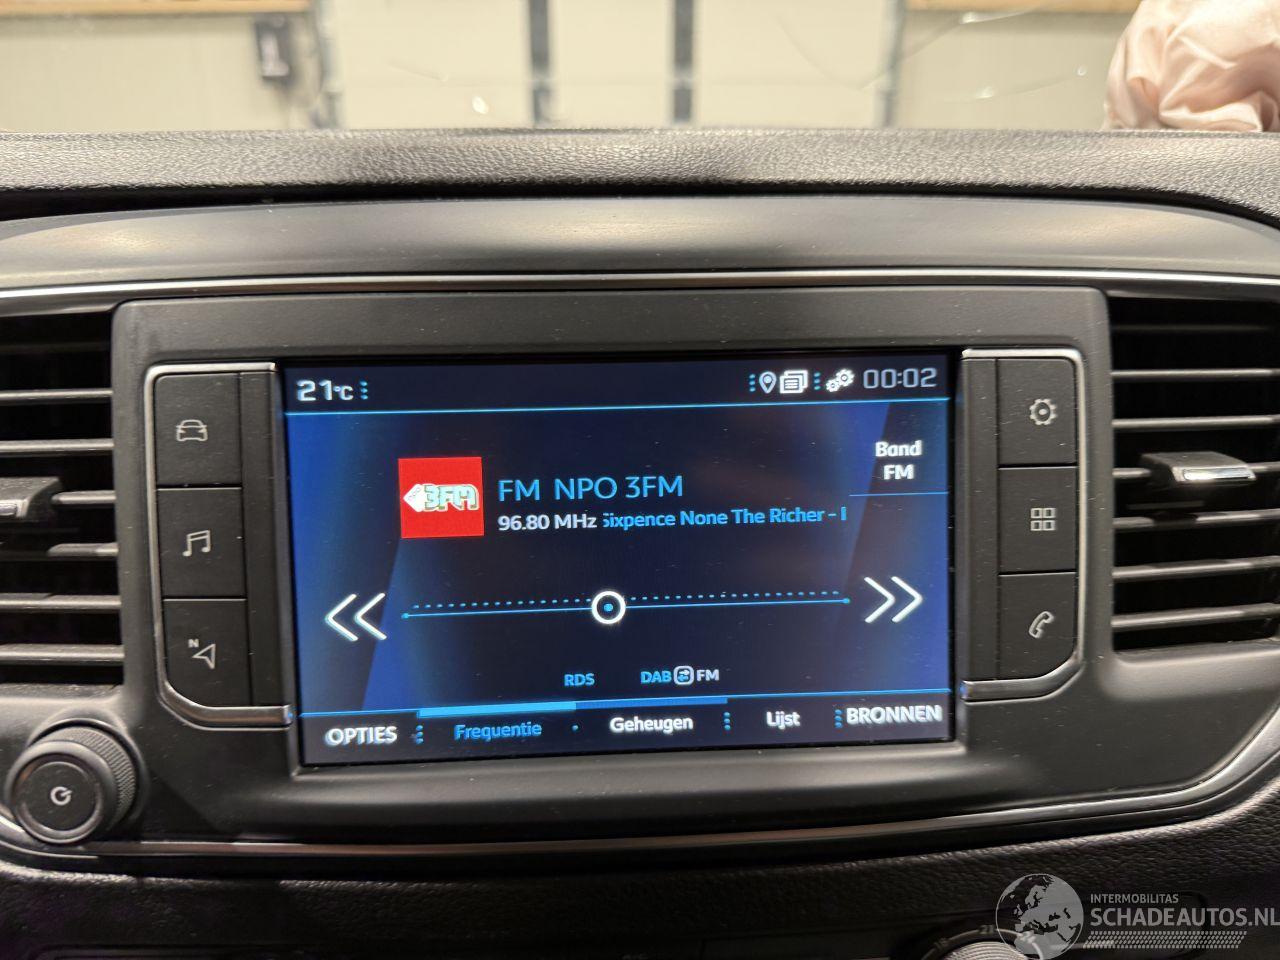 21°C
00:02
Band
FM
3FM
FM NPO 3FM
96.80 MHz Sixpence None The Richer -
N
RDS
DAB FM
OPTIES Frequentie Geheugen Lijst BRONNEN
INTERMOBILITAS
SCHADEAUTOS.NL
21